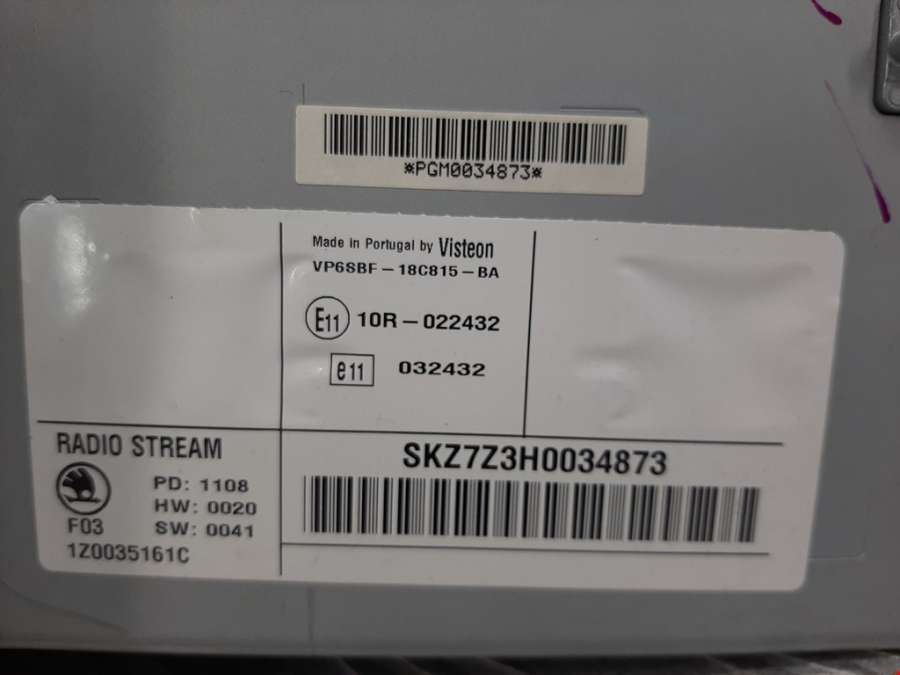 *PGM0034873*
Made in Portugal by Visteon
VP6SBF-18C815-BA
E11 10R-022432
e11 032432
RADIO STREAM
PD: 1108
HW: 0020
F03 SW: 0041
1Z0035161C
SKZ7Z3H0034873